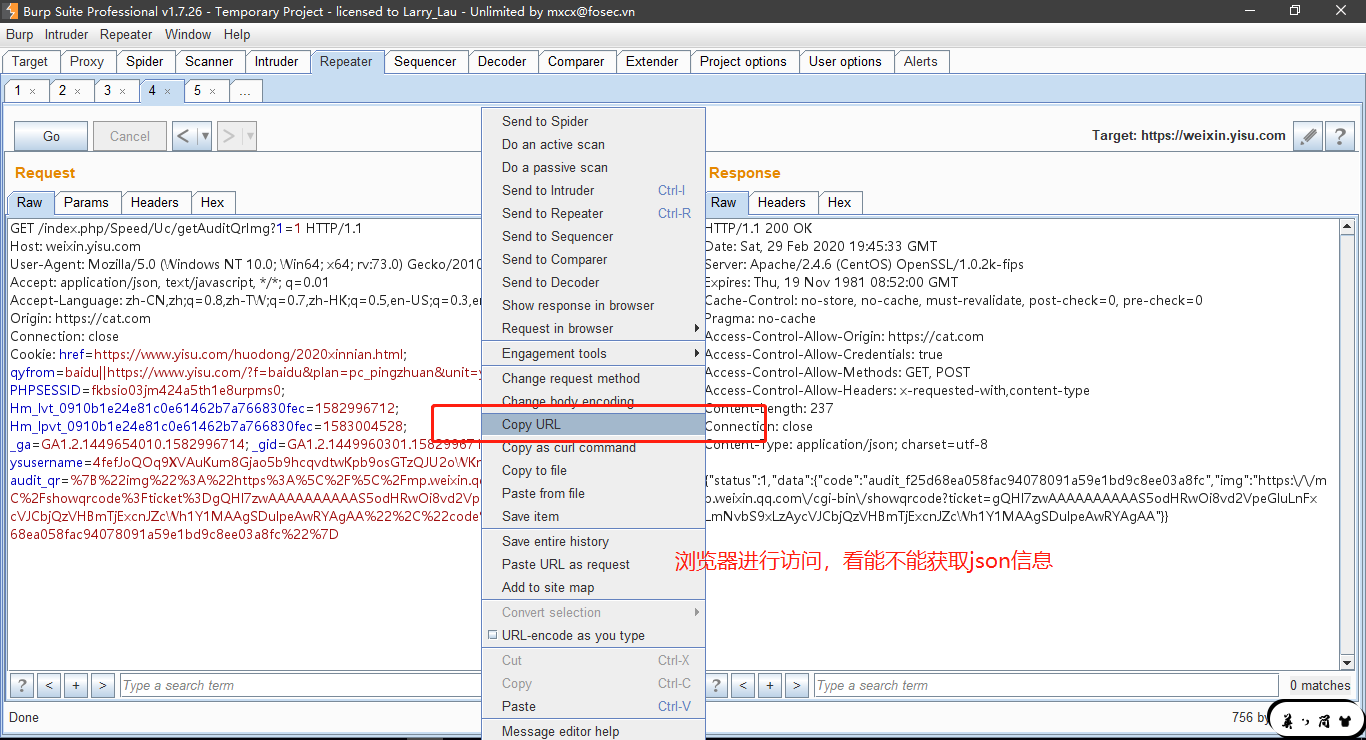 Burp Suite Professional v1.7.26 - Temporary Project - licensed to Larry_Lau - Unlimited by mxcx@fosec.vn
Burp Intruder Repeater Window Help
Target Proxy Spider Scanner Intruder Repeater Sequencer Decoder Comparer Extender Project options User options Alerts
1 × 2 × 3 × 4 × 5 × ...
Go Cancel < >
Target: https://weixin.yisu.com ?
Request
Raw Params Headers Hex
GET /index.php/Speed/Uc/getAuditQrImg?1=1 HTTP/1.1
Host: weixin.yisu.com
User-Agent: Mozilla/5.0 (Windows NT 10.0; Win64; x64; rv:73.0) Gecko/2010
Accept: application/json, text/javascript, */*; q=0.01
Accept-Language: zh-CN,zh;q=0.8,zh-TW;q=0.7,zh-HK;q=0.5,en-US;q=0.3,e
Origin: https://cat.com
Connection: close
Cookie: href=https://www.yisu.com/huodong/2020xinnian.html;
qyfrom=baidu||https://www.yisu.com/?f=baidu&plan=pc_pingzhuan&unit=y
PHPSESSID=fkbsio03jm424a5th1e8urpms0;
Hm_lvt_0910b1e24e81c0e61462b7a766830fec=1582996712;
Hm_lpvt_0910b1e24e81c0e61462b7a766830fec=1583004528;
_ga=GA1.2.1449654010.1582996714; _gid=GA1.2.1449960301.158299671
ysusername=4fefJoQOq9XVAuKum8Gjao5b9hcqvdtwKpb9osGTzQJU2oWKr
audit_qr=%7B%22img%22%3A%22https%3A%5C%2F%5C%2Fmp.weixin.q
C%2Fshowqrcode%3Fticket%3DgQHI7zwAAAAAAAAAAS5odHRwOi8vd2Vp
cVJCbjQzVHBmTjExcnJZcWh1Y1MAAgSDulpeAwRYAgAA%22%2C%22code%
68ea058fac94078091a59e1bd9c8ee03a8fc%22%7D
Send to Spider
Do an active scan
Do a passive scan
Send to Intruder Ctrl-I
Send to Repeater Ctrl-R
Send to Sequencer
Send to Comparer
Send to Decoder
Show response in browser
Request in browser
Engagement tools
Change request method
Change body encoding
Copy URL
Copy as curl command
Copy to file
Paste from file
Save item
Save entire history
Paste URL as request
Add to site map
Convert selection
URL-encode as you type
Cut Ctrl-X
Copy Ctrl-C
Paste Ctrl-V
Message editor help
Response
Raw Headers Hex
HTTP/1.1 200 OK
Date: Sat, 29 Feb 2020 19:45:33 GMT
Server: Apache/2.4.6 (CentOS) OpenSSL/1.0.2k-fips
Expires: Thu, 19 Nov 1981 08:52:00 GMT
Cache-Control: no-store, no-cache, must-revalidate, post-check=0, pre-check=0
Pragma: no-cache
Access-Control-Allow-Origin: https://cat.com
Access-Control-Allow-Credentials: true
Access-Control-Allow-Methods: GET, POST
Access-Control-Allow-Headers: x-requested-with,content-type
Content-Length: 237
Connection: close
Content-Type: application/json; charset=utf-8
{"status":1,"data":{"code":"audit_f25d68ea058fac94078091a59e1bd9c8ee03a8fc","img":"https:\/\/m
p.weixin.qq.com\/cgi-bin\/showqrcode?ticket=gQHI7zwAAAAAAAAAAS5odHRwOi8vd2VpeGluLnFx
LmNvbS9xLzAycVJCbjQzVHBmTjExcnJZcWh1Y1MAAgSDulpeAwRYAgAA"}}
浏览器进行访问，看能不能获取json信息
? < + > Type a search term
? < + > Type a search term 0 matches
Done
756 by